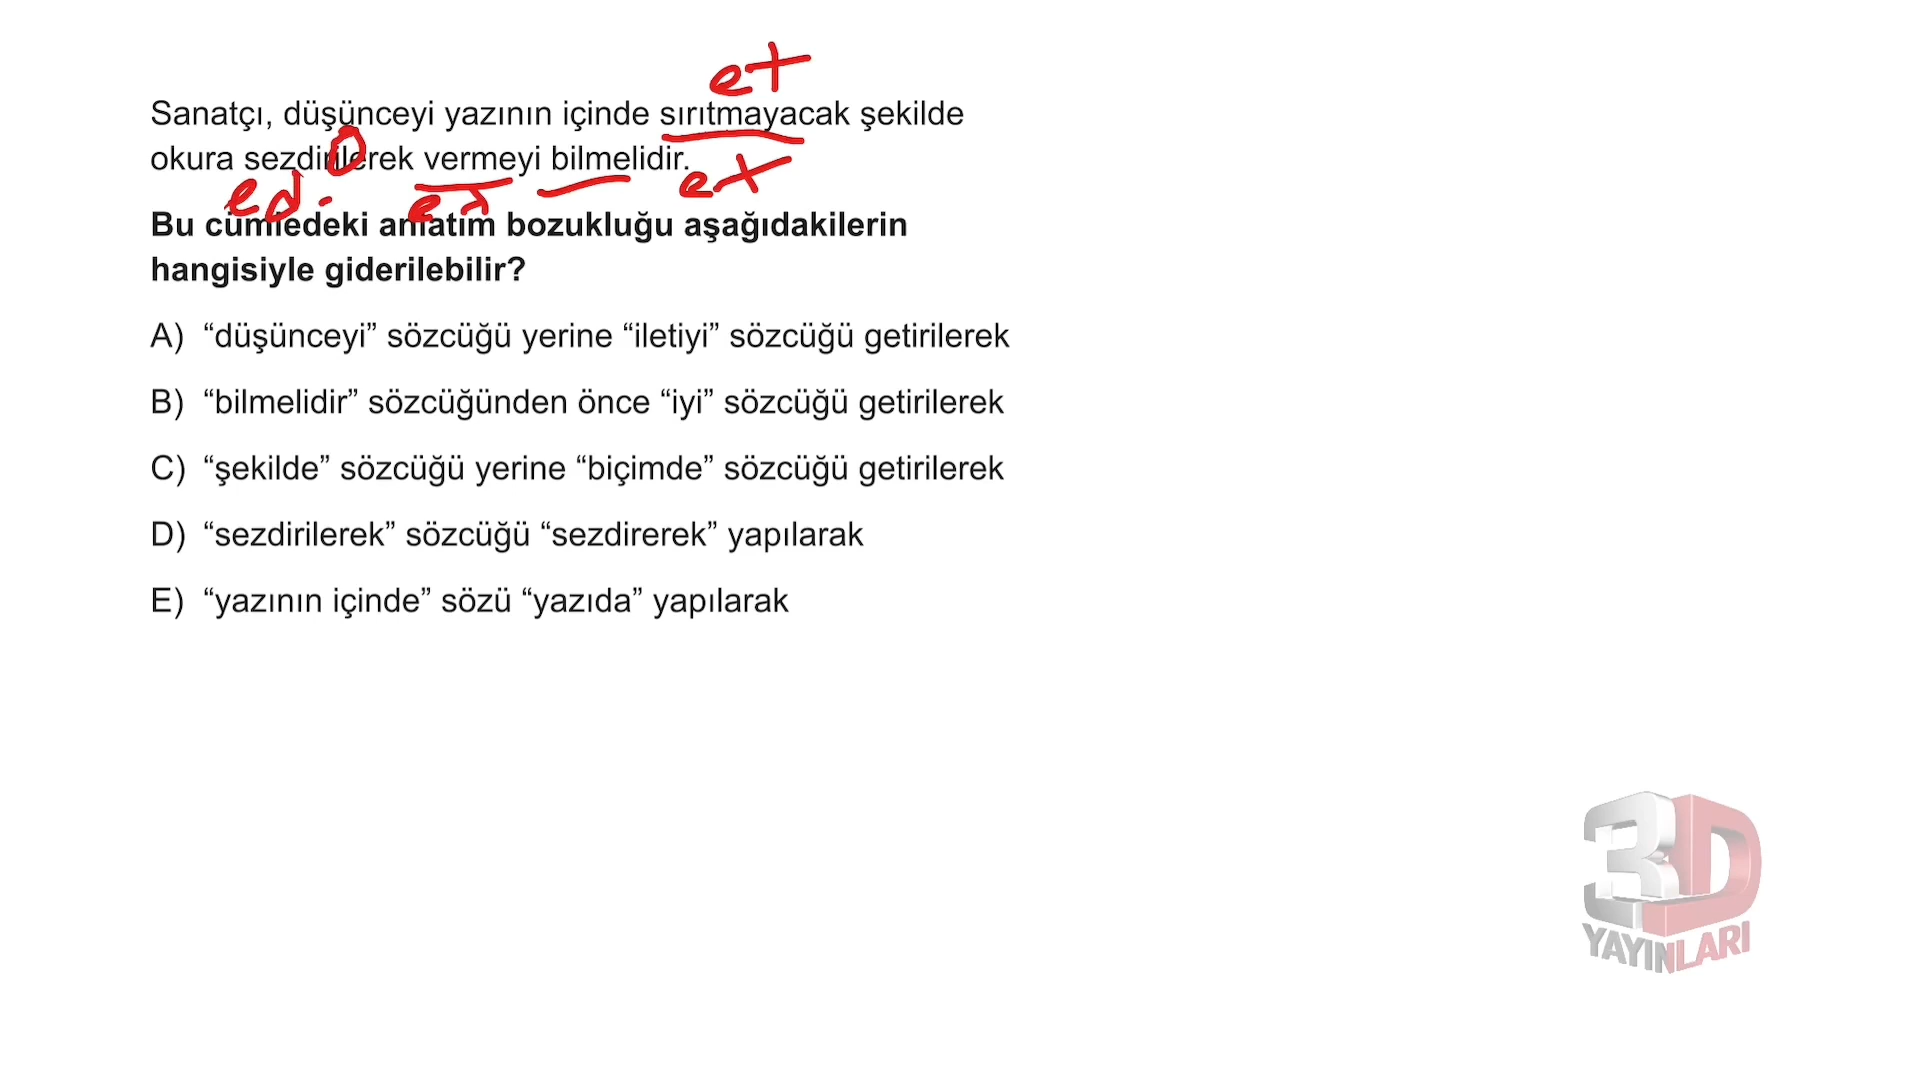 et
Sanatçı, düşünceyi yazının içinde sırıtmayacak şekilde
okura sezdirilerek vermeyi bilmelidir.
ed. et et
Bu cümledeki anlatım bozukluğu aşağıdakilerin
hangisiyle giderilebilir?
A) “düşünceyi” sözcüğü yerine “iletiyi” sözcüğü getirilerek
B) “bilmelidir” sözcüğünden önce “iyi” sözcüğü getirilerek
C) “şekilde” sözcüğü yerine “biçimde” sözcüğü getirilerek
D) “sezdirilerek” sözcüğü “sezdirerek” yapılarak
E) “yazının içinde” sözü “yazıda” yapılarak
3D
YAYINLARI